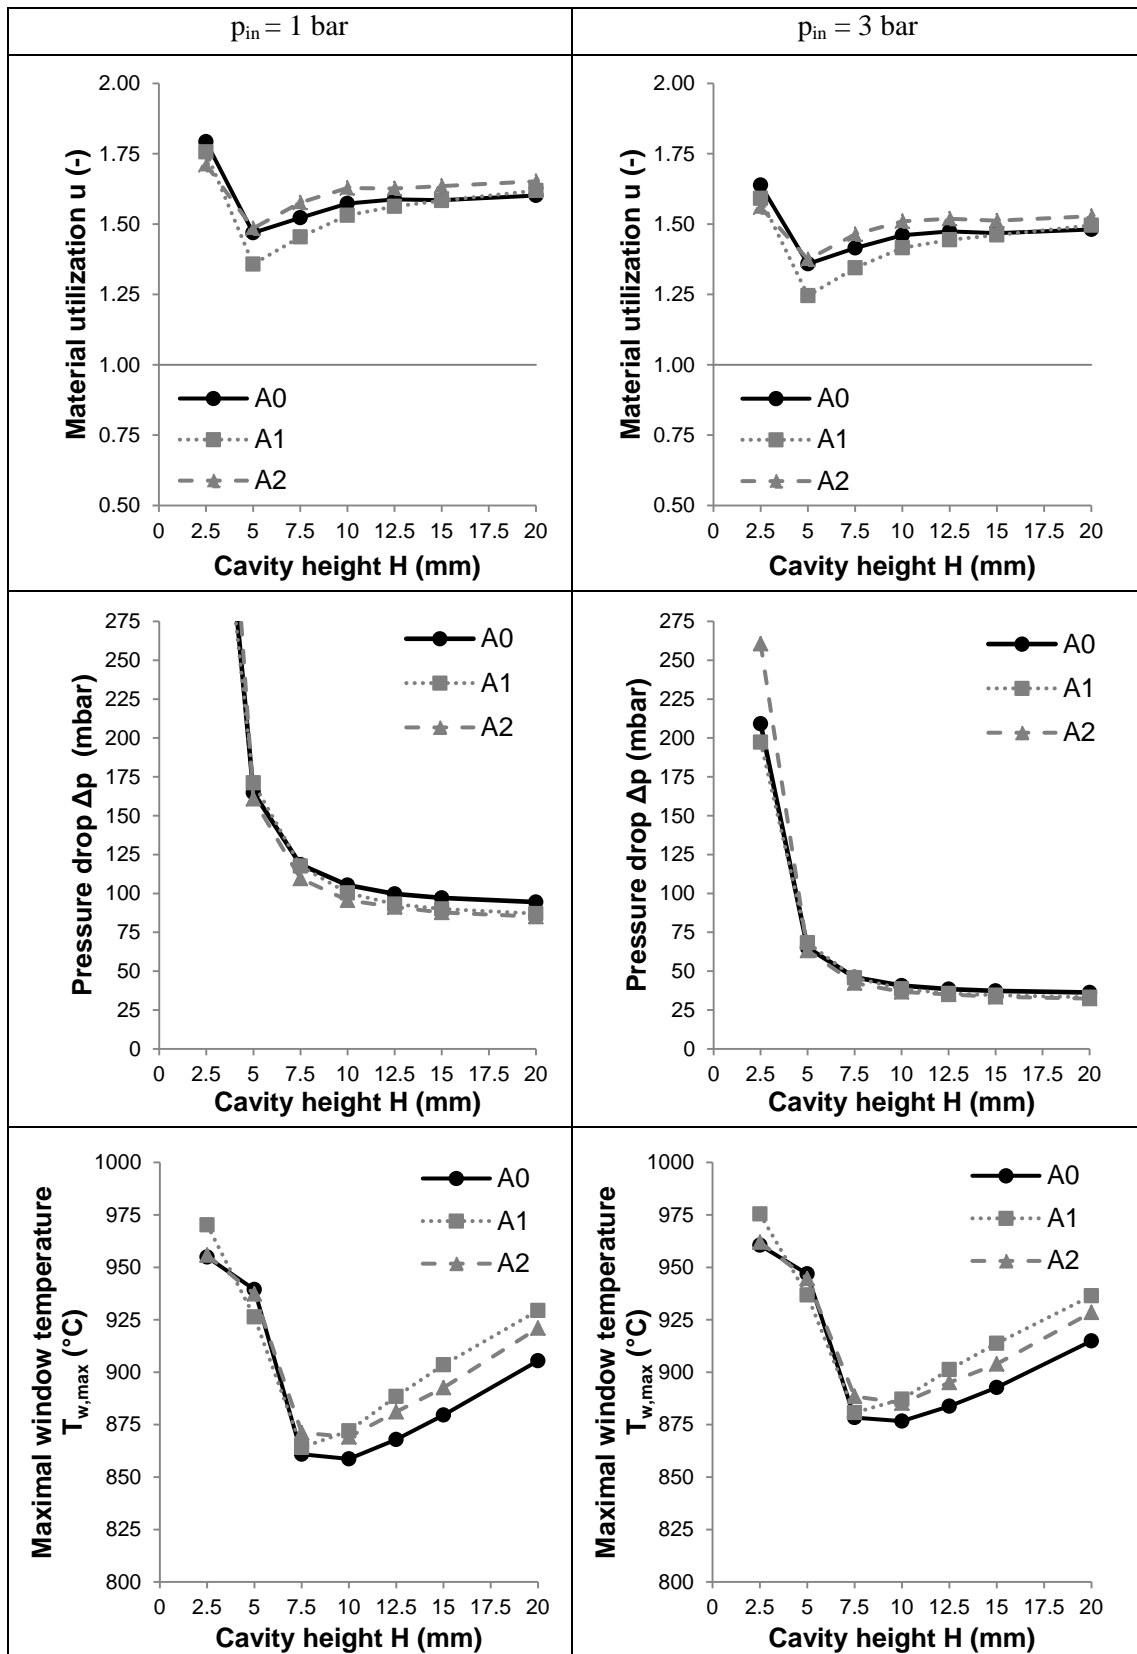 p_in = 1 bar
p_in = 3 bar
2.00
1.75
1.50
1.25
1.00
0.75
0.50
Material utilization u (-)
A0
A1
A2
0 2.5 5 7.5 10 12.5 15 17.5 20
Cavity height H (mm)
2.00
1.75
1.50
1.25
1.00
0.75
0.50
Material utilization u (-)
A0
A1
A2
0 2.5 5 7.5 10 12.5 15 17.5 20
Cavity height H (mm)
275
250
225
200
175
150
125
100
75
50
25
0
Pressure drop Δp (mbar)
A0
A1
A2
0 2.5 5 7.5 10 12.5 15 17.5 20
Cavity height H (mm)
275
250
225
200
175
150
125
100
75
50
25
0
Pressure drop Δp (mbar)
A0
A1
A2
0 2.5 5 7.5 10 12.5 15 17.5 20
Cavity height H (mm)
1000
975
950
925
900
875
850
825
800
Maximal window temperature
T_w,max (°C)
A0
A1
A2
0 2.5 5 7.5 10 12.5 15 17.5 20
Cavity height H (mm)
1000
975
950
925
900
875
850
825
800
Maximal window temperature
T_w,max (°C)
A0
A1
A2
0 2.5 5 7.5 10 12.5 15 17.5 20
Cavity height H (mm)